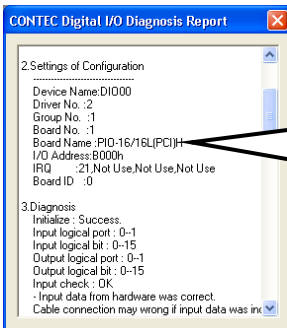 CONTEC Digital I/O Diagnosis Report
2.Settings of Configuration
----------------------------------
Device Name:DIO00
Driver No. :2
Group No. :1
Board No. :1
Board Name :PIO-16/16L(PCI)H
I/O Address:B000h
IRQ :21,Not Use,Not Use,Not Use
Board ID :0
3.Diagnosis
Initialize : Success.
Input logical port : 0--1
Input logical bit : 0--15
Output logical port : 0--1
Output logical bit : 0--15
Input check : OK
- Input data from hardware was correct.
Cable connection may wrong if input data was